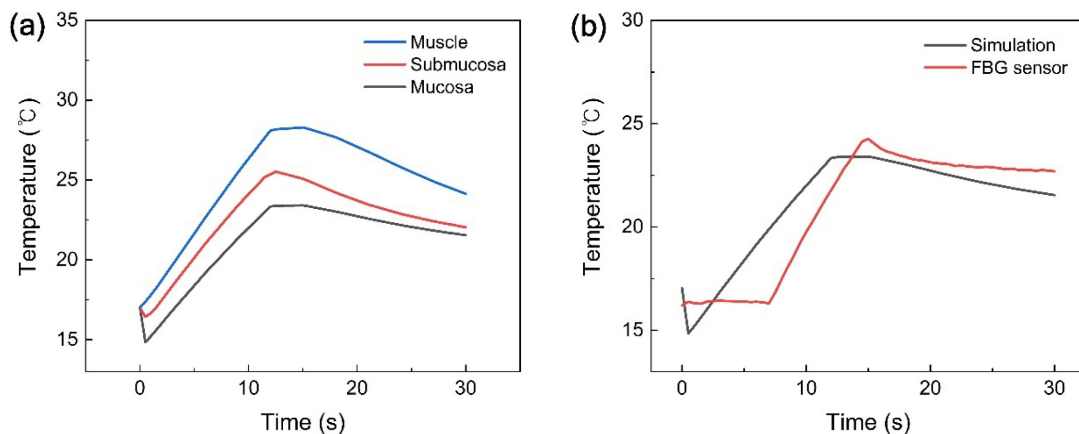 (a)
35
30
25
20
15
Temperature (℃)
Muscle
Submucosa
Mucosa
0
10
20
30
Time (s)
(b)
30
25
20
15
Temperature (℃)
Simulation
FBG sensor
0
10
20
30
Time (s)